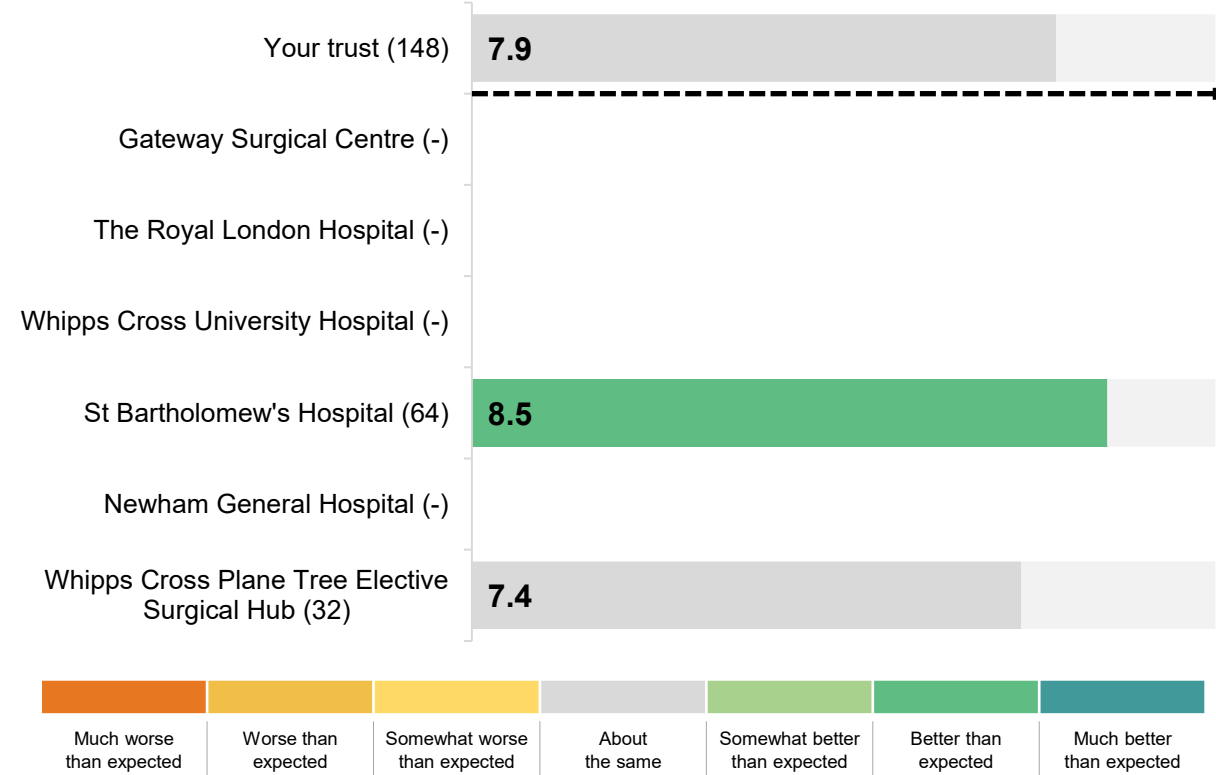 Your trust (148)
7.9
Gateway Surgical Centre (-)
The Royal London Hospital (-)
Whipps Cross University Hospital (-)
St Bartholomew's Hospital (64)
8.5
Newham General Hospital (-)
Whipps Cross Plane Tree Elective
Surgical Hub (32)
7.4
Much worse
than expected
Worse than
expected
Somewhat worse
than expected
About
the same
Somewhat better
than expected
Better than
expected
Much better
than expected